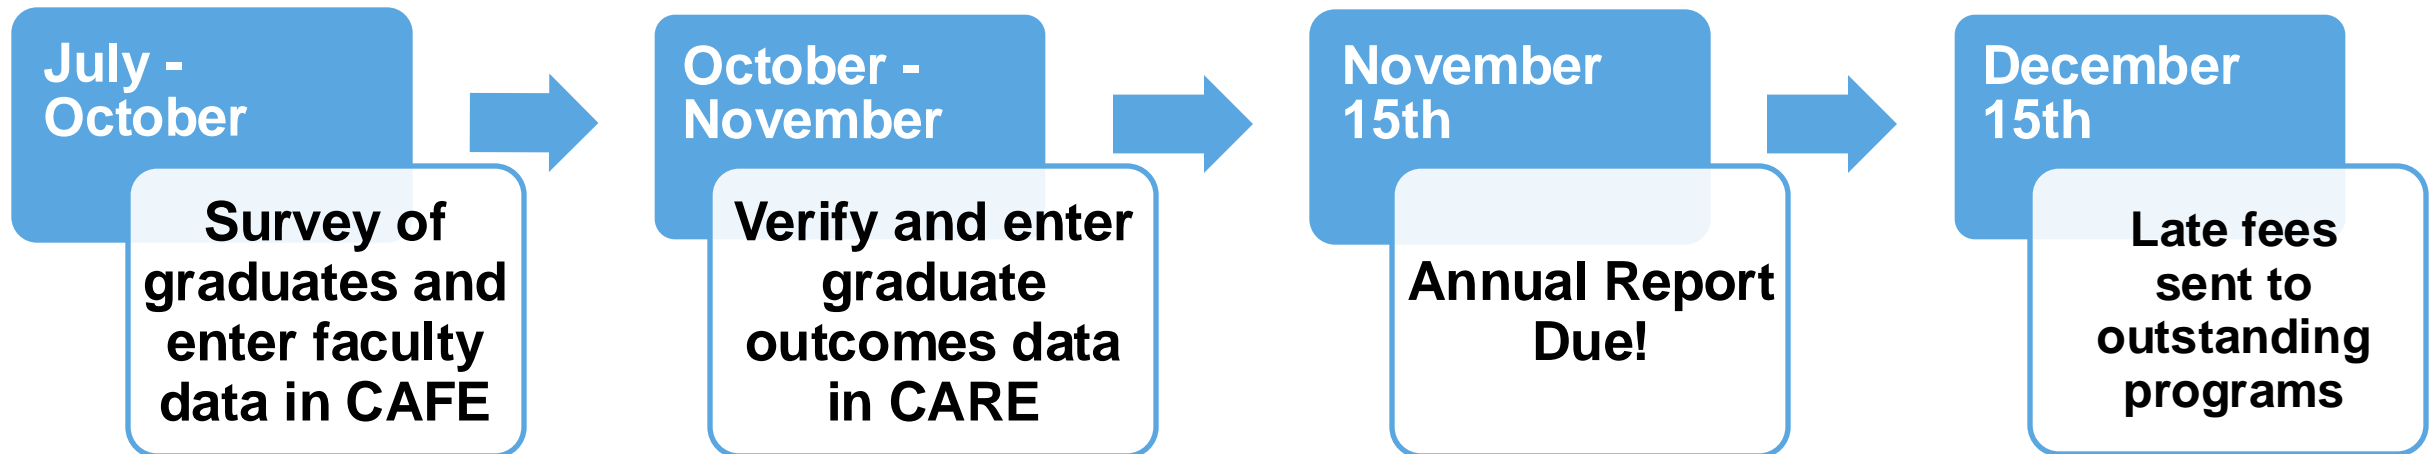 July -
October
Survey of
graduates and
enter faculty
data in CAFE
October -
November
Verify and enter
graduate
outcomes data
in CARE
November
15th
Annual Report
Due!
December
15th
Late fees
sent to
outstanding
programs